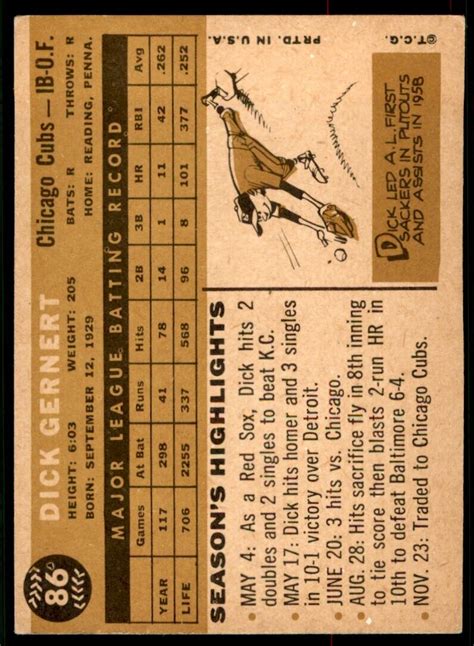 86
DICK GERNERT
Chicago Cubs — IB-O.F.
HEIGHT: 6:03 WEIGHT: 205 BATS: R THROWS: R
BORN: SEPTEMBER 12, 1929 HOME: READING, PENNA.
MAJOR LEAGUE BATTING RECORD
Games At Bat Runs Hits 2B 3B HR RBI Avg
YEAR 117 298 41 78 14 1 11 42 .262
LIFE 706 2255 337 568 96 8 101 377 .252
SEASON'S HIGHLIGHTS
MAY 4: As a Red Sox, Dick hits 2
doubles and 2 singles to beat K.C.
MAY 17: Dick hits homer and 3 singles
in 10-1 victory over Detroit.
JUNE 20: 3 hits vs. Chicago.
AUG. 28: Hits sacrifice fly in 8th inning
to tie score then blasts 2-run HR in
10th to defeat Baltimore 6-4.
NOV. 23: Traded to Chicago Cubs.
DICK LED A.L. FIRST
SACKERS IN PUTOUTS
AND ASSISTS IN 1958
©T.C.G. PRTD. IN U.S.A.